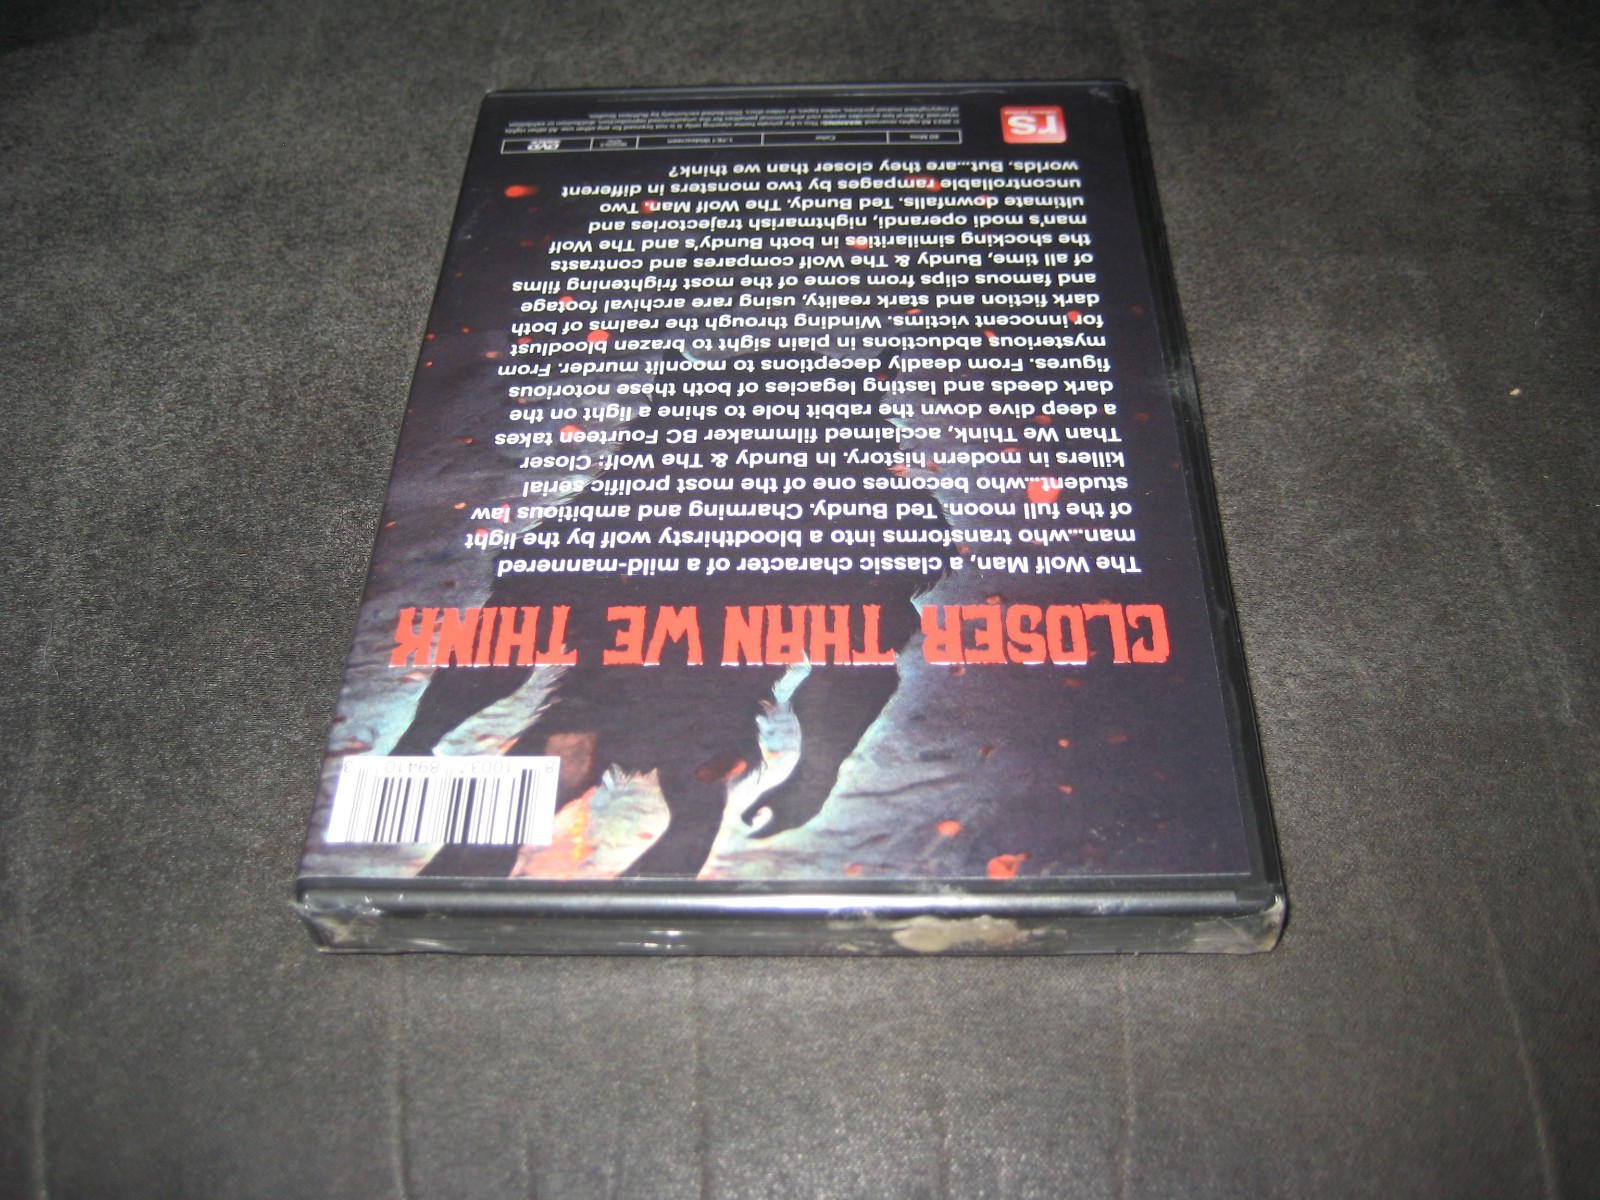 CLOSER THAN WE THINK
The Wolf Man, a classic character of a mild-mannered
man...who transforms into a bloodthirsty wolf by the light
of the full moon. Ted Bundy. Charming and ambitious law
student...who becomes one of the most prolific serial
killers in modern history. In Bundy & The Wolf: Closer
Than We Think, acclaimed filmmaker BC Fourteen takes
a deep dive down the rabbit hole to shine a light on the
dark deeds and lasting legacies of both these notorious
figures. From deadly deceptions to moonlit murder. From
mysterious abductions in plain sight to brazen bloodlust
for innocent victims. Winding through the realms of both
dark fiction and stark reality, using rare archival footage
and famous clips from some of the most frightening films
of all time, Bundy & The Wolf compares and contrasts
the shocking similarities in both Bundy's and The Wolf
man's modi operandi, nightmarish trajectories and
ultimate downfalls. Ted Bundy. The Wolf Man. Two
uncontrollable rampages by two monsters in different
worlds. But...are they closer than we think?
Color
DVD
rs
8 10037 89410 3